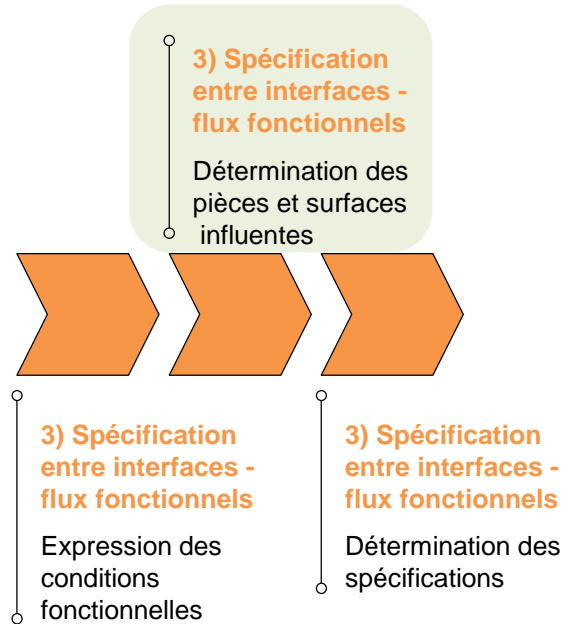 3) Spécification
entre interfaces -
flux fonctionnels
Détermination des
pièces et surfaces
influentes
3) Spécification
entre interfaces -
flux fonctionnels
Expression des
conditions
fonctionnelles
3) Spécification
entre interfaces -
flux fonctionnels
Détermination des
spécifications